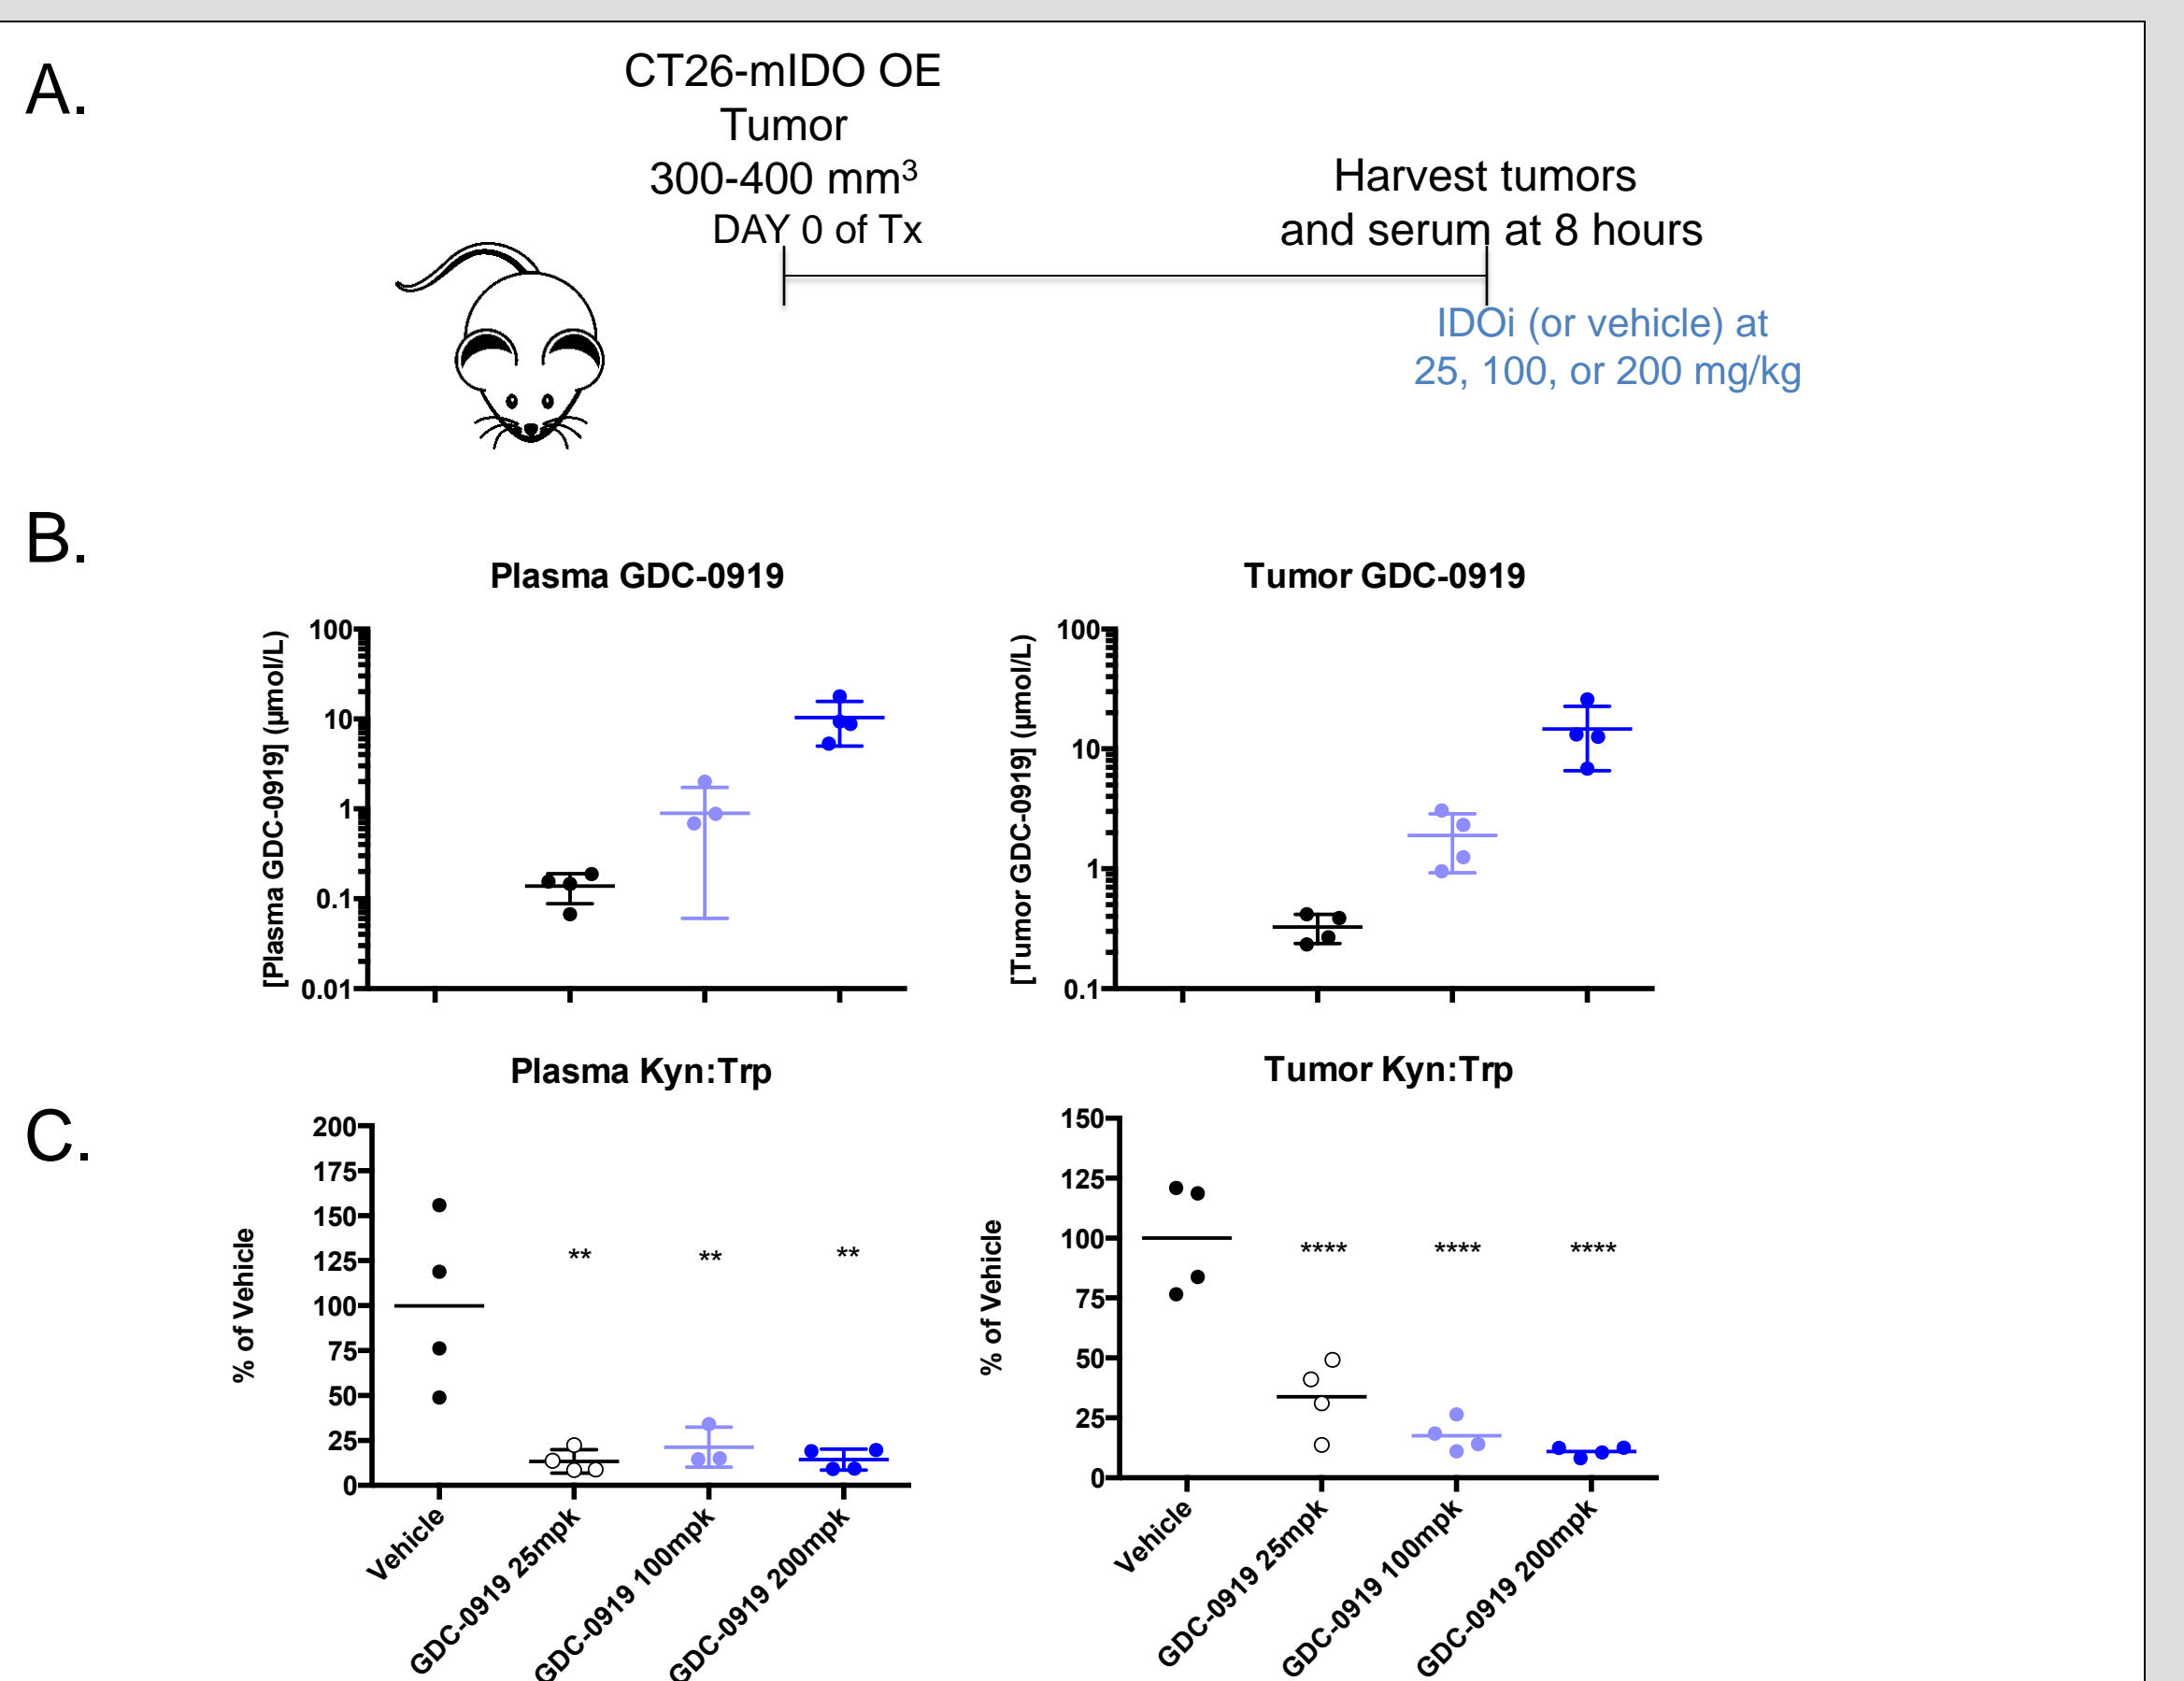 A.
CT26-mIDO OE
Tumor
300-400 mm³
DAY 0 of Tx
Harvest tumors
and serum at 8 hours
IDOi (or vehicle) at
25, 100, or 200 mg/kg
B.
Plasma GDC-0919
[Plasma GDC-0919] (µmol/L)
100
10
1
0.1
0.01
Tumor GDC-0919
[Tumor GDC-0919] (µmol/L)
100
10
1
0.1
C.
Plasma Kyn:Trp
% of Vehicle
200
175
150
125
100
75
50
25
0
**
**
**
Vehicle
GDC-0919 25mpk
GDC-0919 100mpk
GDC-0919 200mpk
Tumor Kyn:Trp
% of Vehicle
150
125
100
75
50
25
0
****
****
****
Vehicle
GDC-0919 25mpk
GDC-0919 100mpk
GDC-0919 200mpk